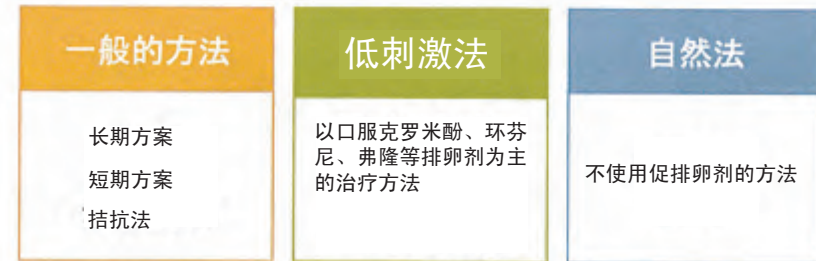 一般的方法
长期方案
短期方案
拮抗法
低刺激法
以口服克罗米酚、环芬
尼、弗隆等排卵剂为主
的治疗方法
自然法
不使用促排卵剂的方法